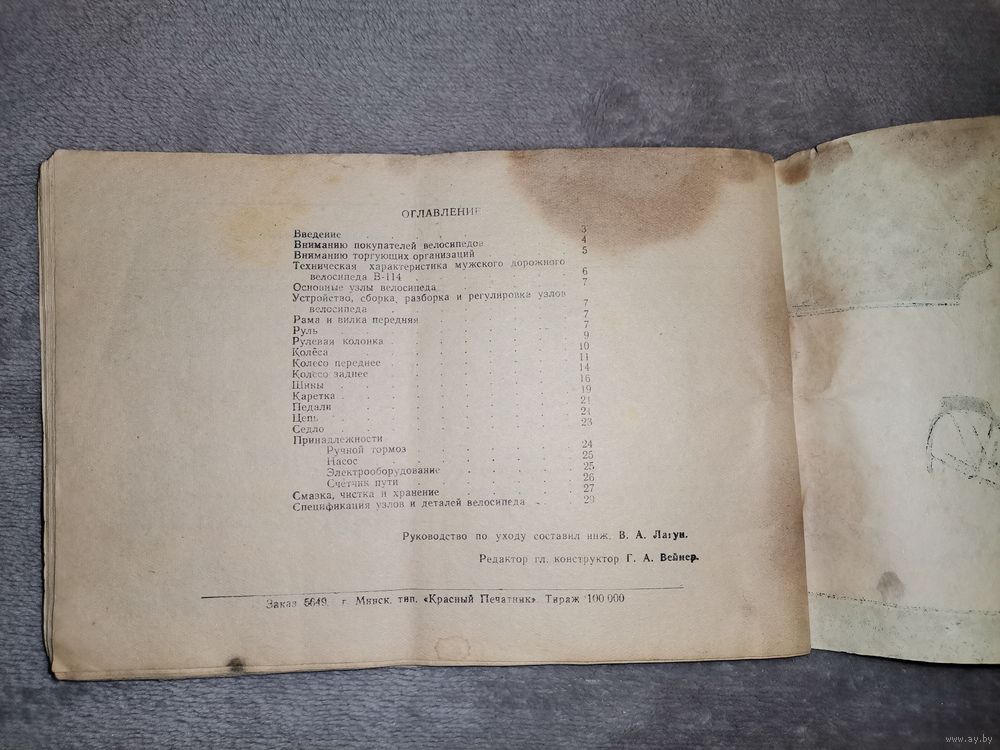 ОГЛАВЛЕНИЕ
Введение . . . . . . . . 3
Вниманию покупателей велосипедов . . . 4
Вниманию торгующих организаций . . . 5
Техническая характеристика мужского дорожного
велосипеда В-114 . . . . . . 6
Основные узлы велосипеда . . . . . 7
Устройство, сборка, разборка и регулировка узлов
велосипеда . . . . . . . 7
Рама и вилка передняя . . . . . 7
Руль . . . . . . . . 7
Рулевая колонка . . . . . . 9
Колёса . . . . . . . . 10
Колесо переднее . . . . . . 11
Колесо заднее . . . . . . 14
Шины . . . . . . . . 16
Каретка . . . . . . . . 19
Педали . . . . . . . . 21
Цепь . . . . . . . . 21
Седло . . . . . . . . 23
Принадлежности
Ручной тормоз . . . . . . 24
Насос . . . . . . . 25
Электрооборудование . . . . . 25
Счётчик пути . . . . . . 26
Смазка, чистка и хранение . . . . . 27
Спецификация узлов и деталей велосипеда . . 29
Руководство по уходу составил инж. В. А. Лагун.
Редактор гл. конструктор Г. А. Вейнер.
Заказ 5649. г. Минск. тип. «Красный Печатник». Тираж 100 000
www.ay.by